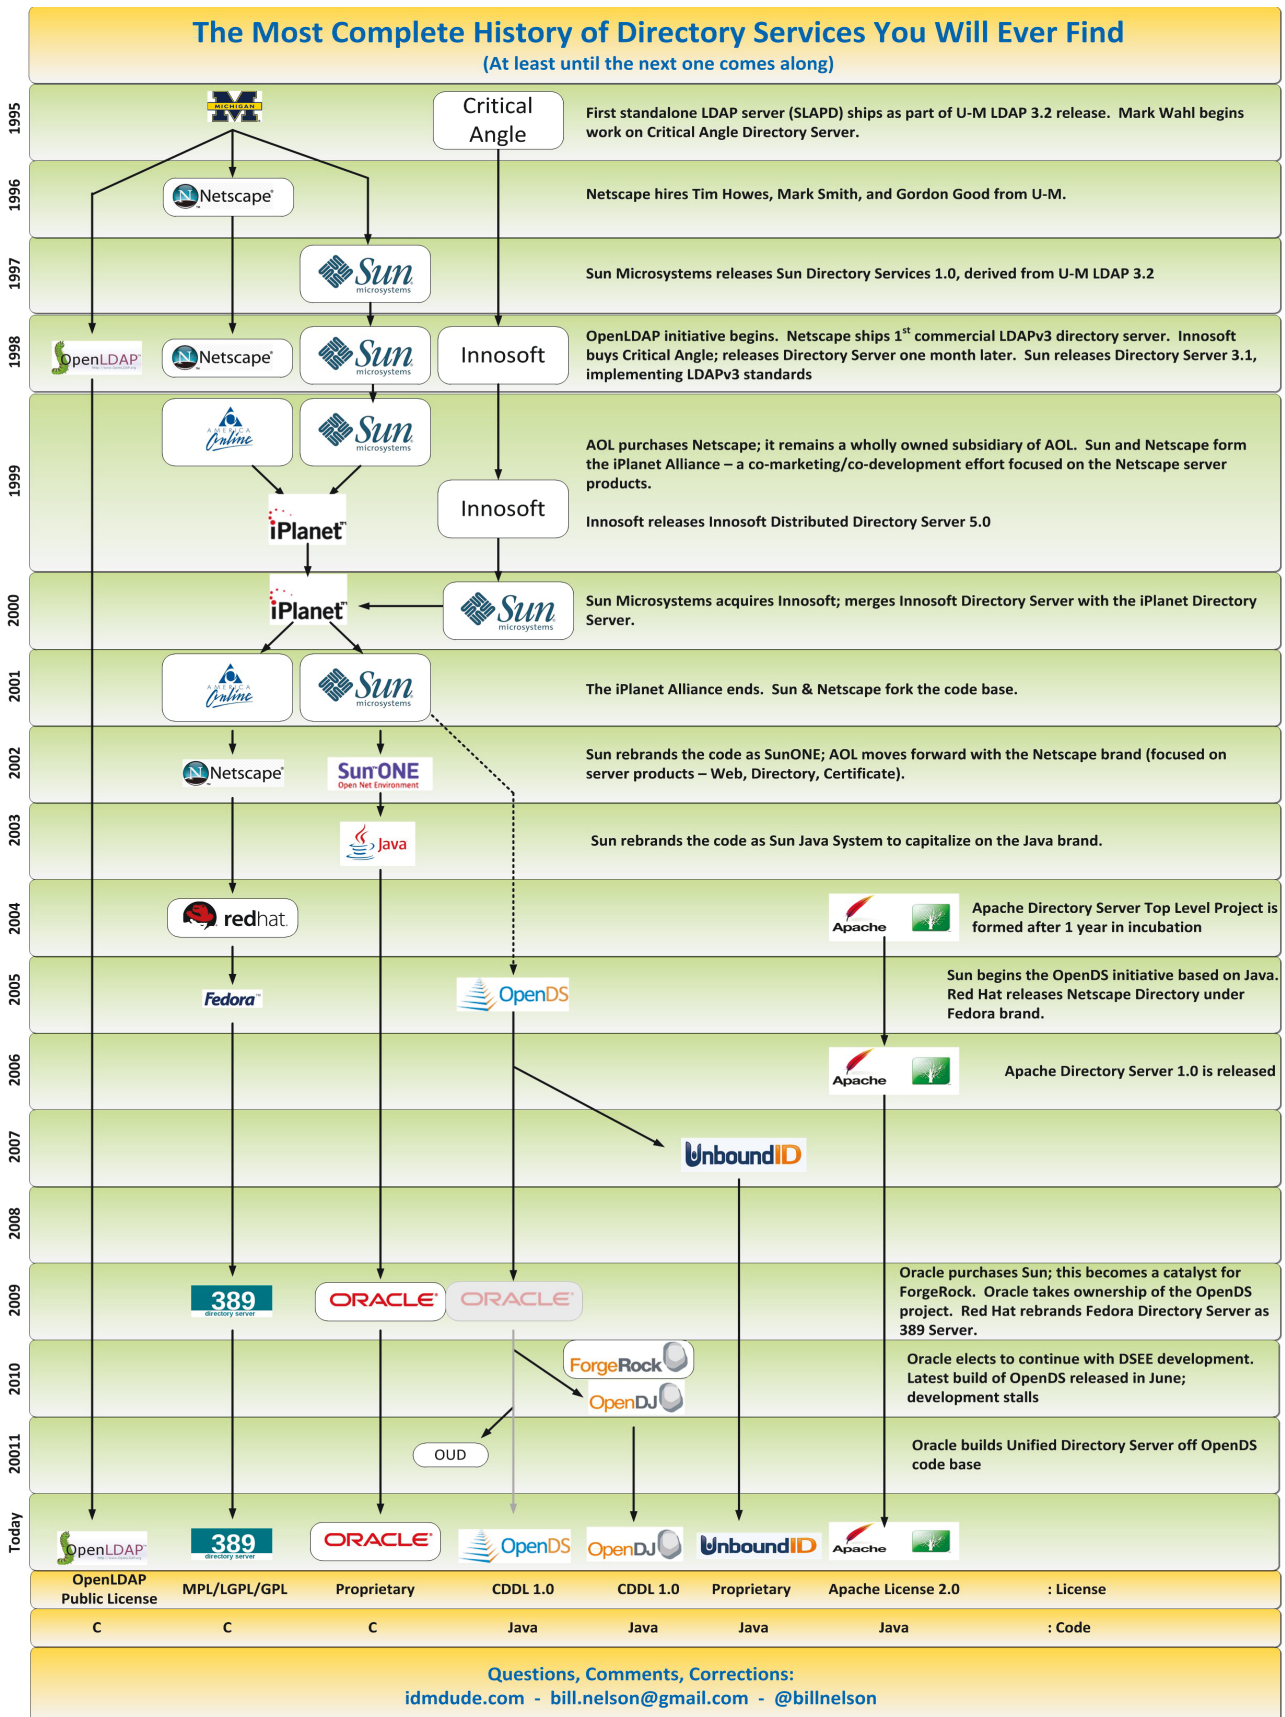 The Most Complete History of Directory Services You Will Ever Find
(At least until the next one comes along)
1995
MICHIGAN
Critical
Angle
First standalone LDAP server (SLAPD) ships as part of U-M LDAP 3.2 release. Mark Wahl begins
work on Critical Angle Directory Server.
1996
Netscape
Netscape hires Tim Howes, Mark Smith, and Gordon Good from U-M.
1997
Sun
microsystems
Sun Microsystems releases Sun Directory Services 1.0, derived from U-M LDAP 3.2
1998
OpenLDAP
Netscape
Sun
microsystems
Innosoft
OpenLDAP initiative begins. Netscape ships 1st commercial LDAPv3 directory server. Innosoft
buys Critical Angle; releases Directory Server one month later. Sun releases Directory Server 3.1,
implementing LDAPv3 standards
1999
AMERICA
Online
Sun
microsystems
iPlanet
Innosoft
AOL purchases Netscape; it remains a wholly owned subsidiary of AOL. Sun and Netscape form
the iPlanet Alliance – a co-marketing/co-development effort focused on the Netscape server
products.
Innosoft releases Innosoft Distributed Directory Server 5.0
2000
iPlanet
Sun
microsystems
Sun Microsystems acquires Innosoft; merges Innosoft Directory Server with the iPlanet Directory
Server.
2001
AMERICA
Online
Sun
microsystems
The iPlanet Alliance ends. Sun & Netscape fork the code base.
2002
Netscape
Sun ONE
Open Net Environment
Sun rebrands the code as SunONE; AOL moves forward with the Netscape brand (focused on
server products – Web, Directory, Certificate).
2003
Java
Sun rebrands the code as Sun Java System to capitalize on the Java brand.
2004
redhat.
Apache
Apache Directory Server Top Level Project is
formed after 1 year in incubation
2005
Fedora
OpenDS
Sun begins the OpenDS initiative based on Java.
Red Hat releases Netscape Directory under
Fedora brand.
2006
Apache
Apache Directory Server 1.0 is released
2007
UnboundID
2008
2009
389
directory server
ORACLE
ORACLE
Oracle purchases Sun; this becomes a catalyst for
ForgeRock. Oracle takes ownership of the OpenDS
project. Red Hat rebrands Fedora Directory Server as
389 Server.
2010
ForgeRock
OpenDJ
Oracle elects to continue with DSEE development.
Latest build of OpenDS released in June;
development stalls
20011
OUD
Oracle builds Unified Directory Server off OpenDS
code base
Today
OpenLDAP
389
directory server
ORACLE
OpenDS
OpenDJ
UnboundID
Apache
OpenLDAP
Public License
MPL/LGPL/GPL
Proprietary
CDDL 1.0
CDDL 1.0
Proprietary
Apache License 2.0
: License
C
C
C
Java
Java
Java
Java
: Code
Questions, Comments, Corrections:
idmdude.com - bill.nelson@gmail.com - @billnelson